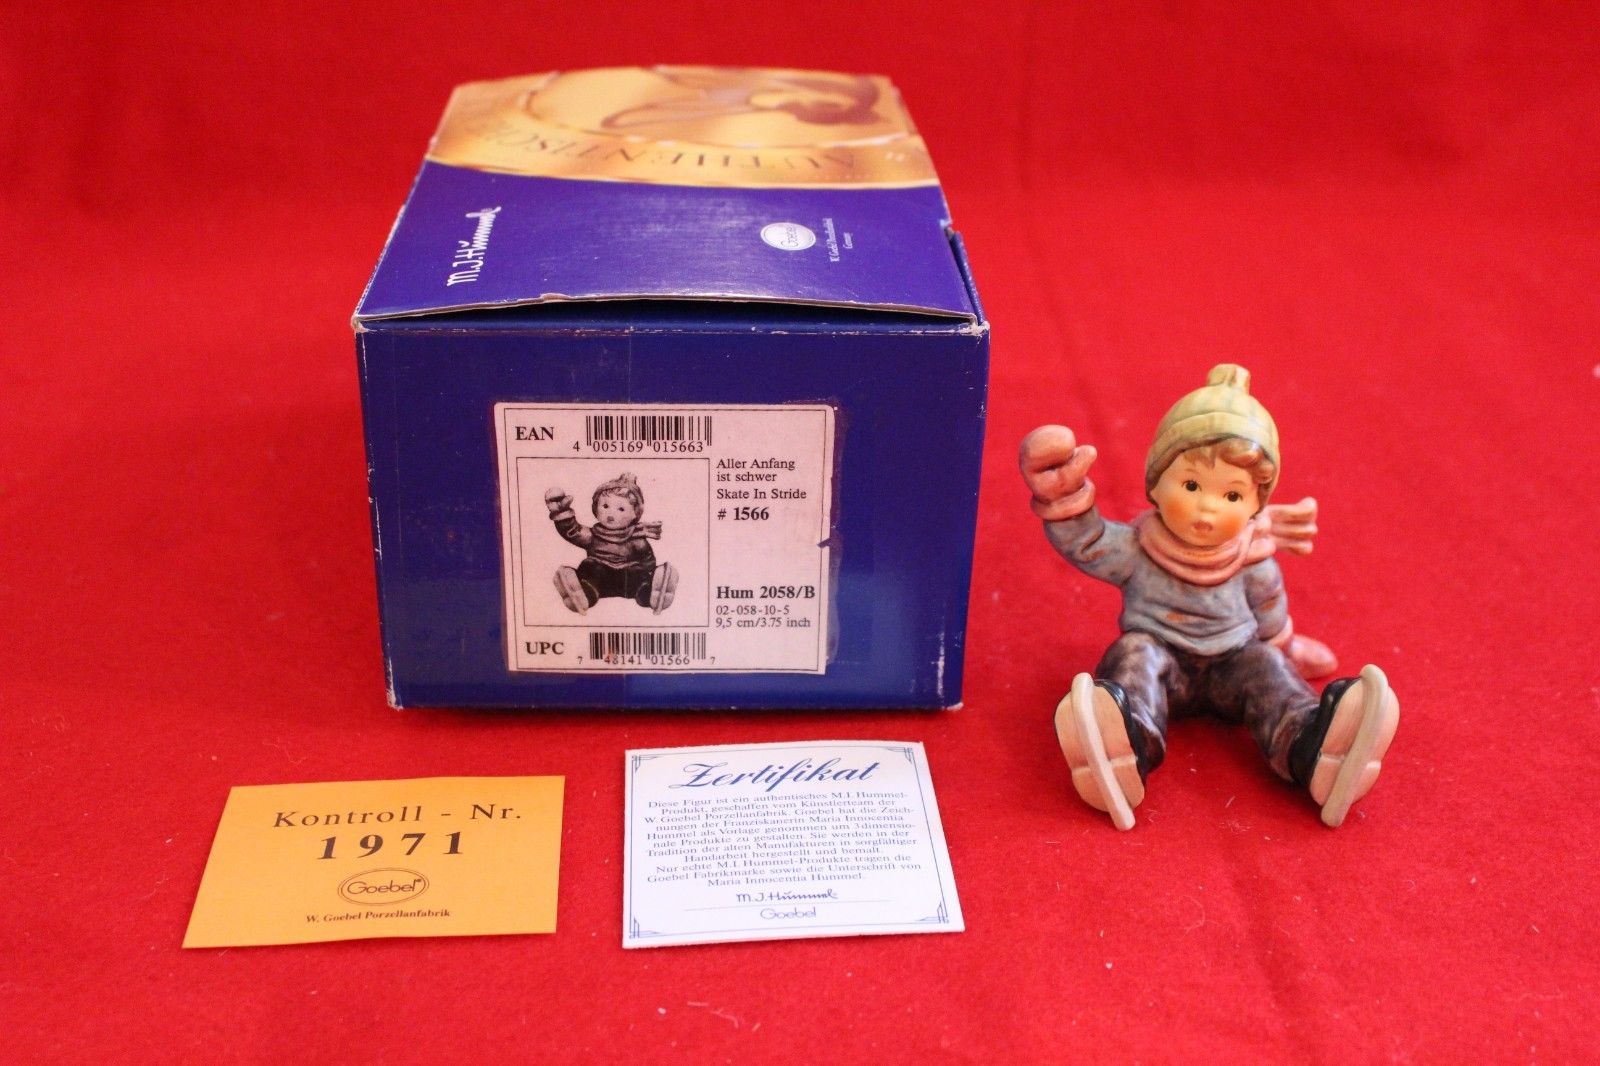 AUTHENTISCH
M.I.Hummel
Goebel
W. Goebel Porzellanfabrik
Germany
EAN
4 005169 015663
Aller Anfang
ist schwer
Skate In Stride
# 1566
Hum 2058/B
02-058-10-5
9,5 cm/3.75 inch
UPC
7 48141 01566 7
Kontroll - Nr.
1971
Goebel
W. Goebel Porzellanfabrik
Zertifikat
Diese Figur ist ein authentisches M.I.Hummel-
Produkt, geschaffen vom Künstlerteam der
W. Goebel Porzellanfabrik. Goebel hat die Zeich-
nungen der Franziskanerin Maria Innocentia
Hummel als Vorlage genommen um 3dimensio-
nale Produkte zu gestalten. Sie werden in der
Tradition der alten Manufakturen in sorgfältiger
Handarbeit hergestellt und bemalt.
Nur echte M.I.Hummel-Produkte tragen die
Goebel Fabrikmarke sowie die Unterschrift von
Maria Innocentia Hummel.
M.I.Hummel
Goebel